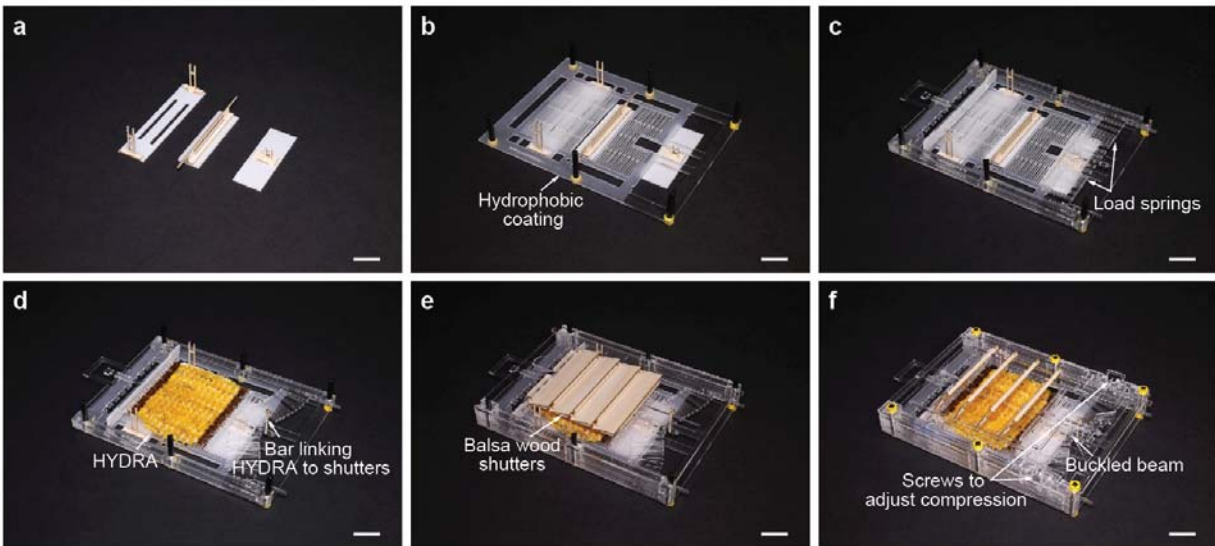 a
b
Hydrophobic
coating
c
Load springs
d
HYDRA
Bar linking
HYDRA to shutters
e
Balsa wood
shutters
f
Buckled beam
Screws to
adjust compression